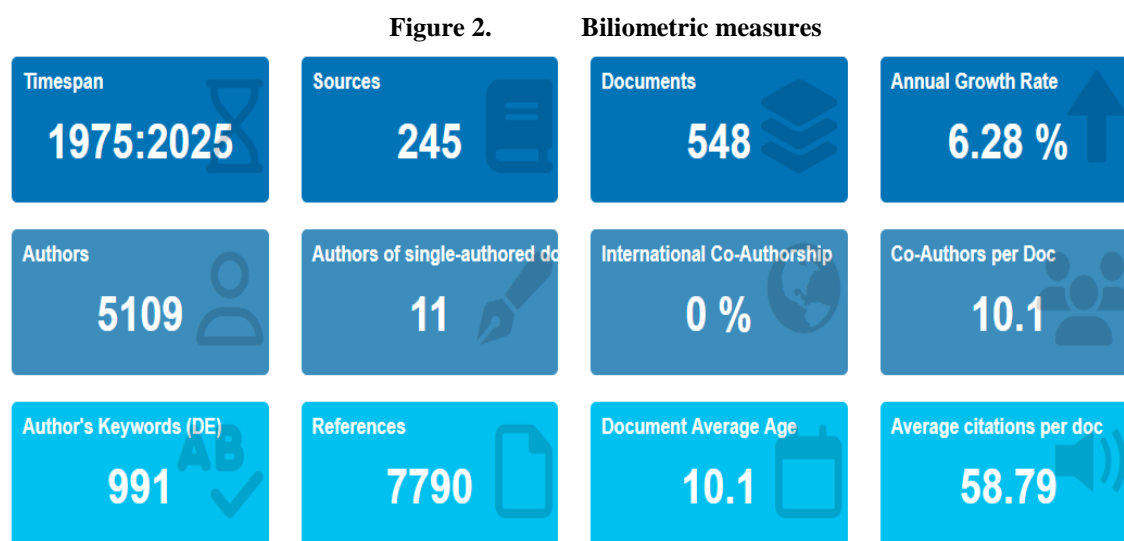 Figure 2. Biliometric measures
Timespan
1975:2025
Sources
245
Documents
548
Annual Growth Rate
6.28 %
Authors
5109
Authors of single-authored do
11
International Co-Authorship
0 %
Co-Authors per Doc
10.1
Author's Keywords (DE)
991
AB
References
7790
Document Average Age
10.1
Average citations per doc
58.79